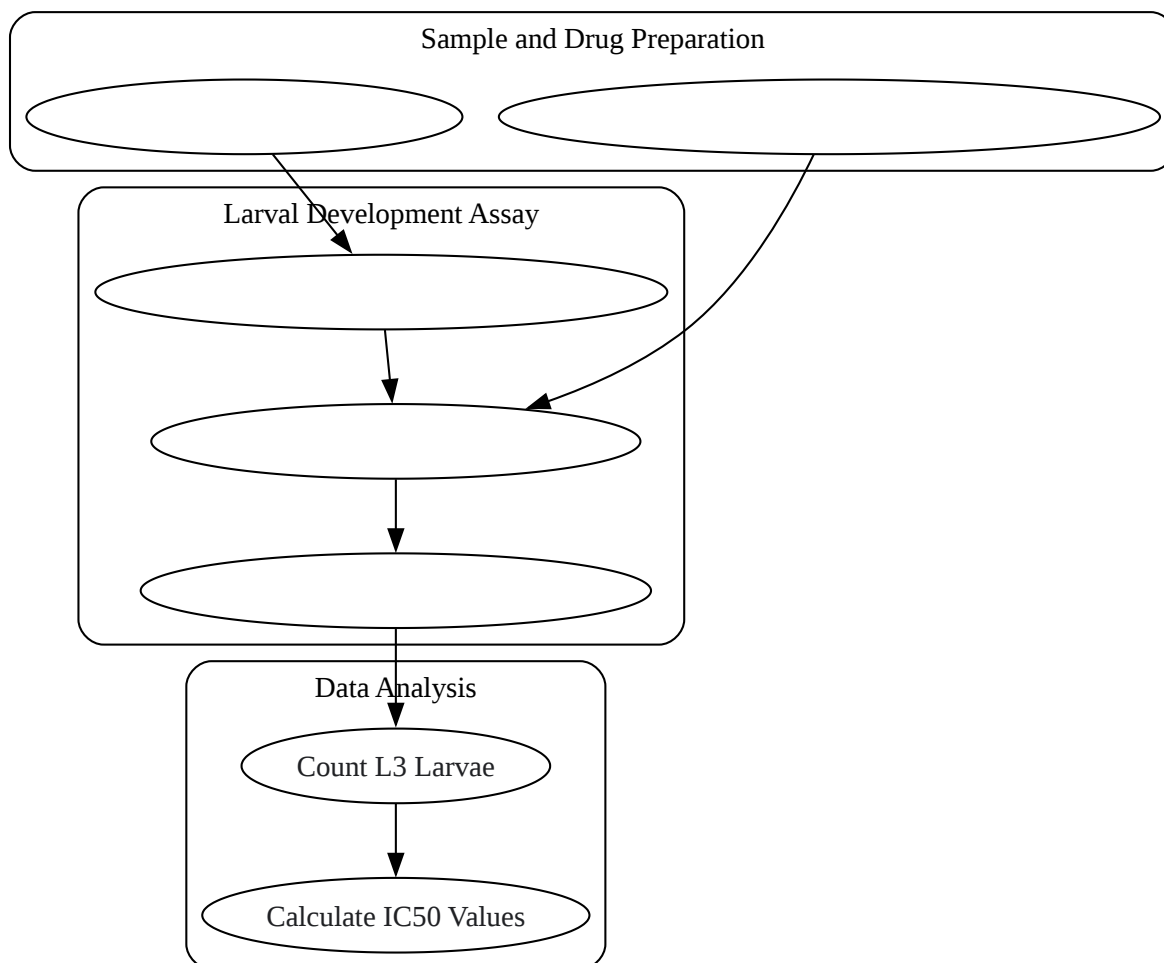 Sample and Drug Preparation
Larval Development Assay
Data Analysis
Count L3 Larvae
Calculate IC50 Values